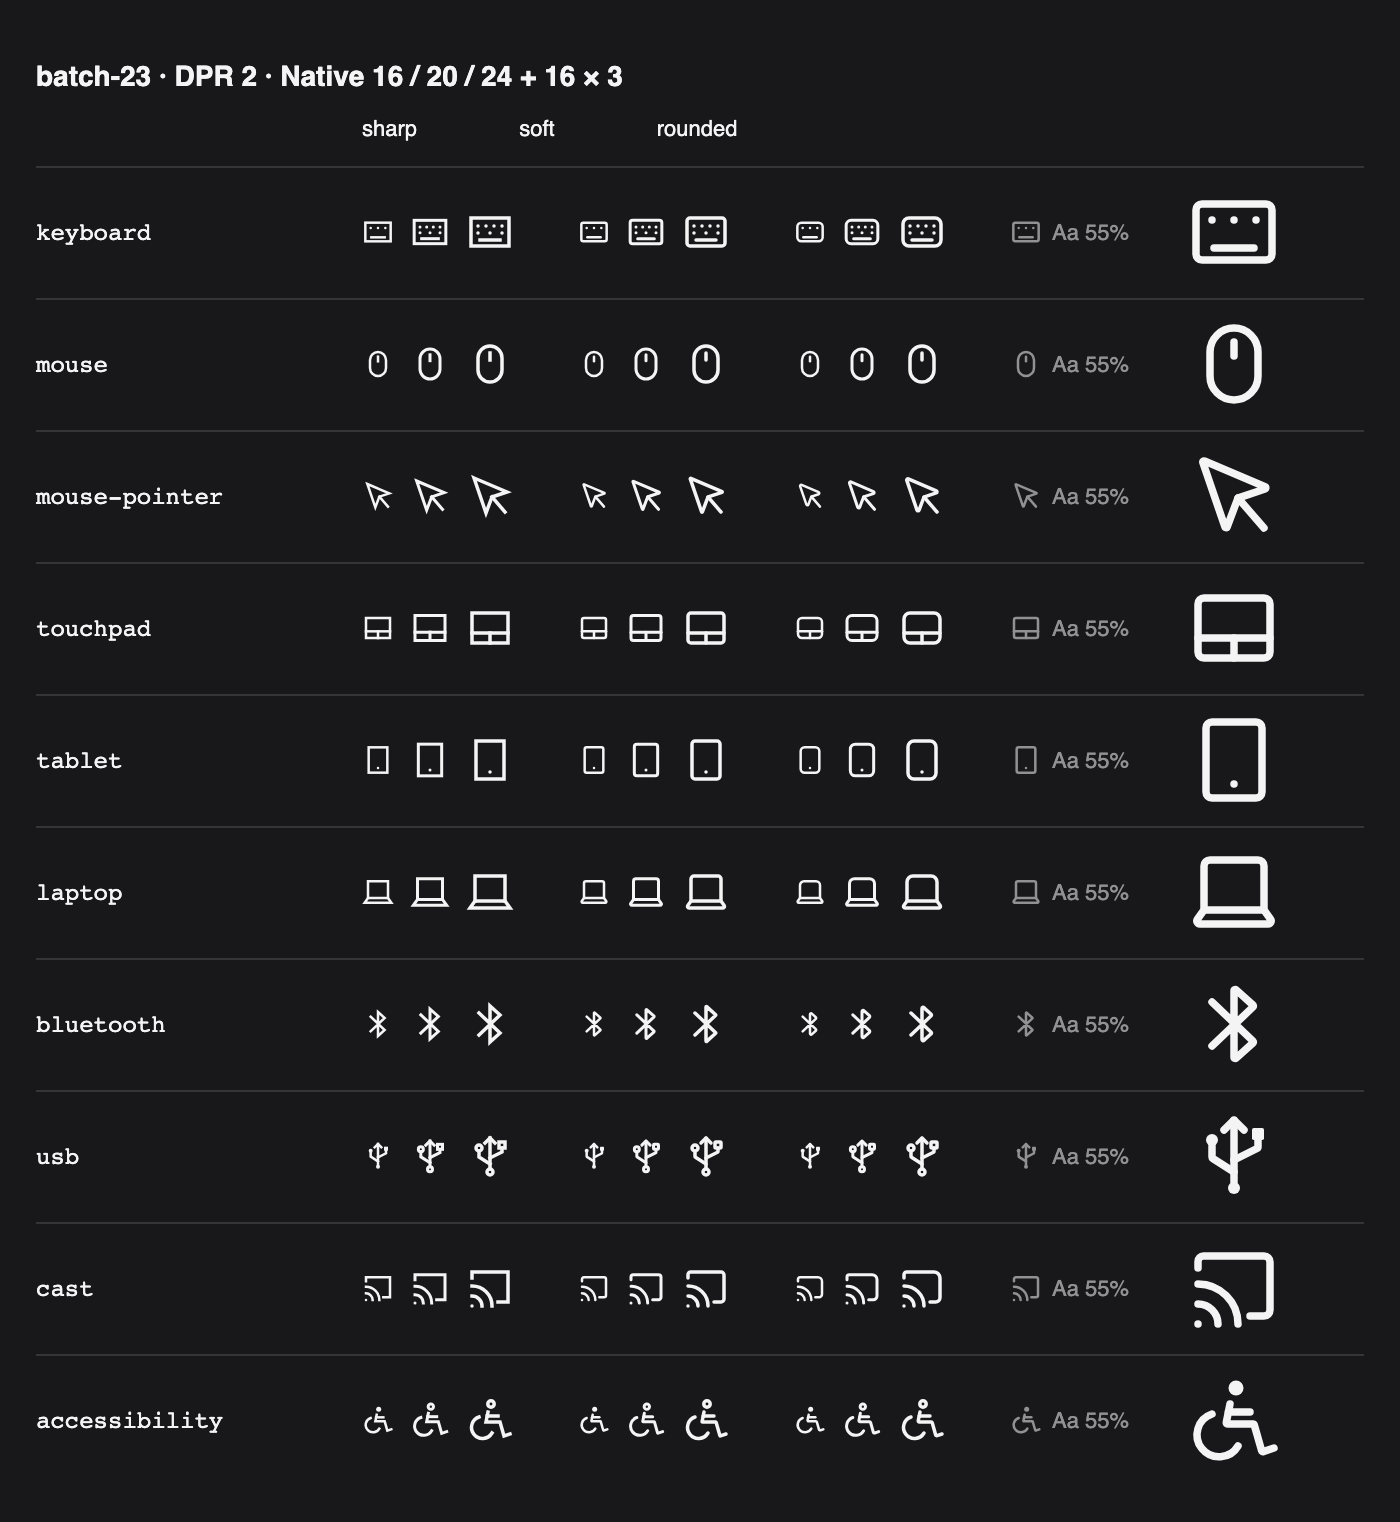 batch-23 · DPR 2 · Native 16 / 20 / 24 + 16 × 3
sharp soft rounded
keyboard Aa 55%
mouse Aa 55%
mouse-pointer Aa 55%
touchpad Aa 55%
tablet Aa 55%
laptop Aa 55%
bluetooth Aa 55%
usb Aa 55%
cast Aa 55%
accessibility Aa 55%